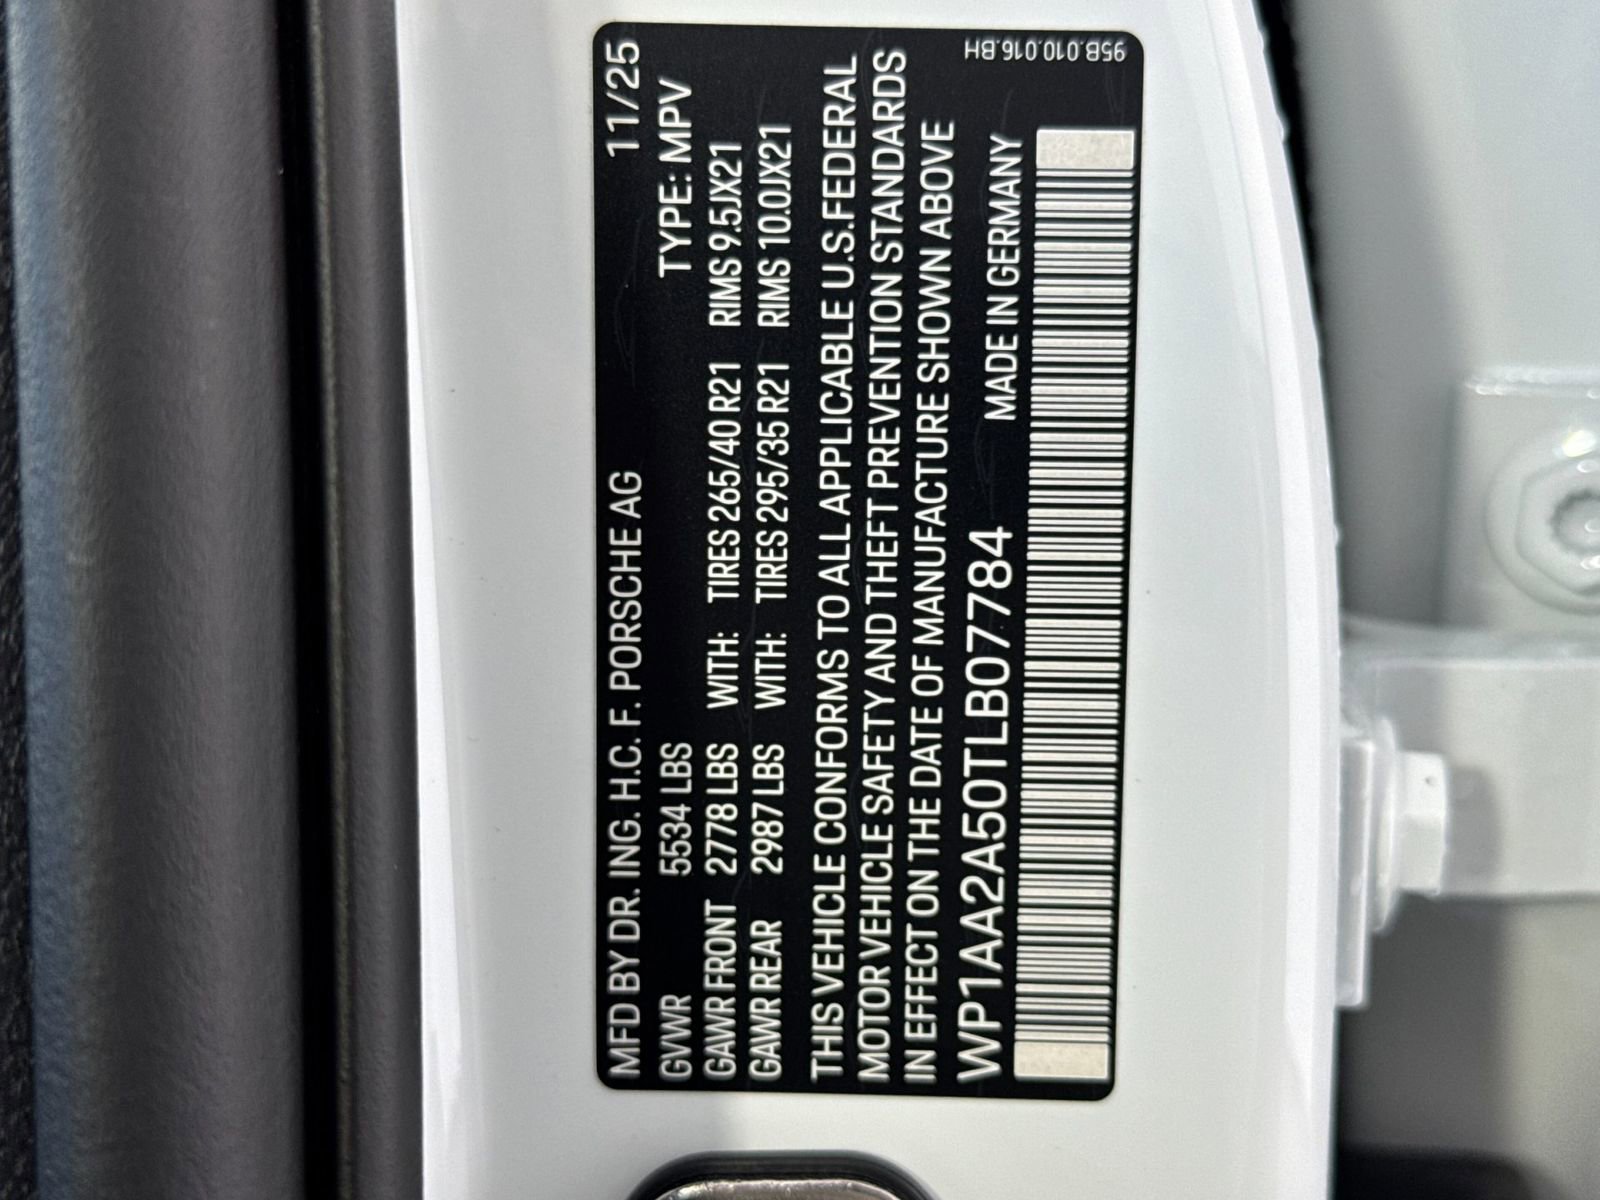 MFD BY DR. ING. H.C. F. PORSCHE AG 11/25
GVWR 5534 LBS TYPE: MPV
GAWR FRONT 2778 LBS WITH: TIRES 265/40 R21 RIMS 9.5JX21
GAWR REAR 2987 LBS WITH: TIRES 295/35 R21 RIMS 10.0JX21
THIS VEHICLE CONFORMS TO ALL APPLICABLE U.S.FEDERAL
MOTOR VEHICLE SAFETY AND THEFT PREVENTION STANDARDS
IN EFFECT ON THE DATE OF MANUFACTURE SHOWN ABOVE
WP1AA2A50TLB07784 MADE IN GERMANY
95B.010.016.BH